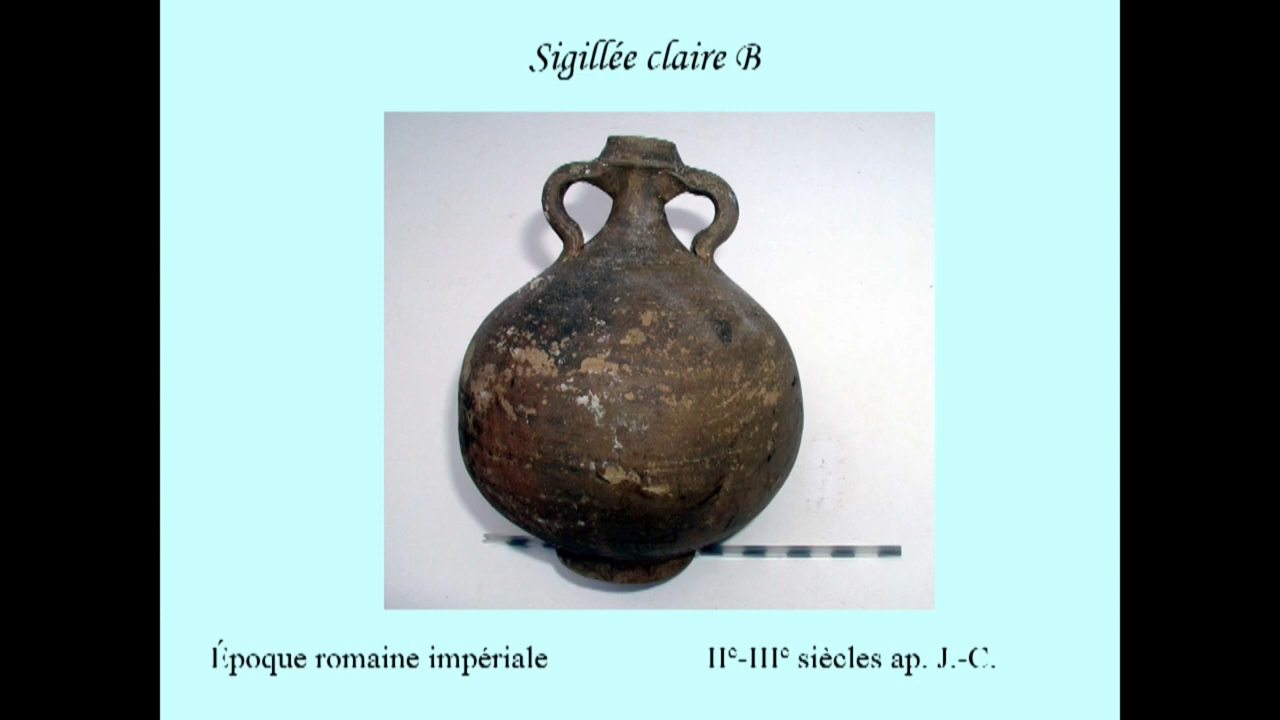 Sigillée claire B
Époque romaine impériale
IIᵉ-IIIᵉ siècles ap. J.-C.